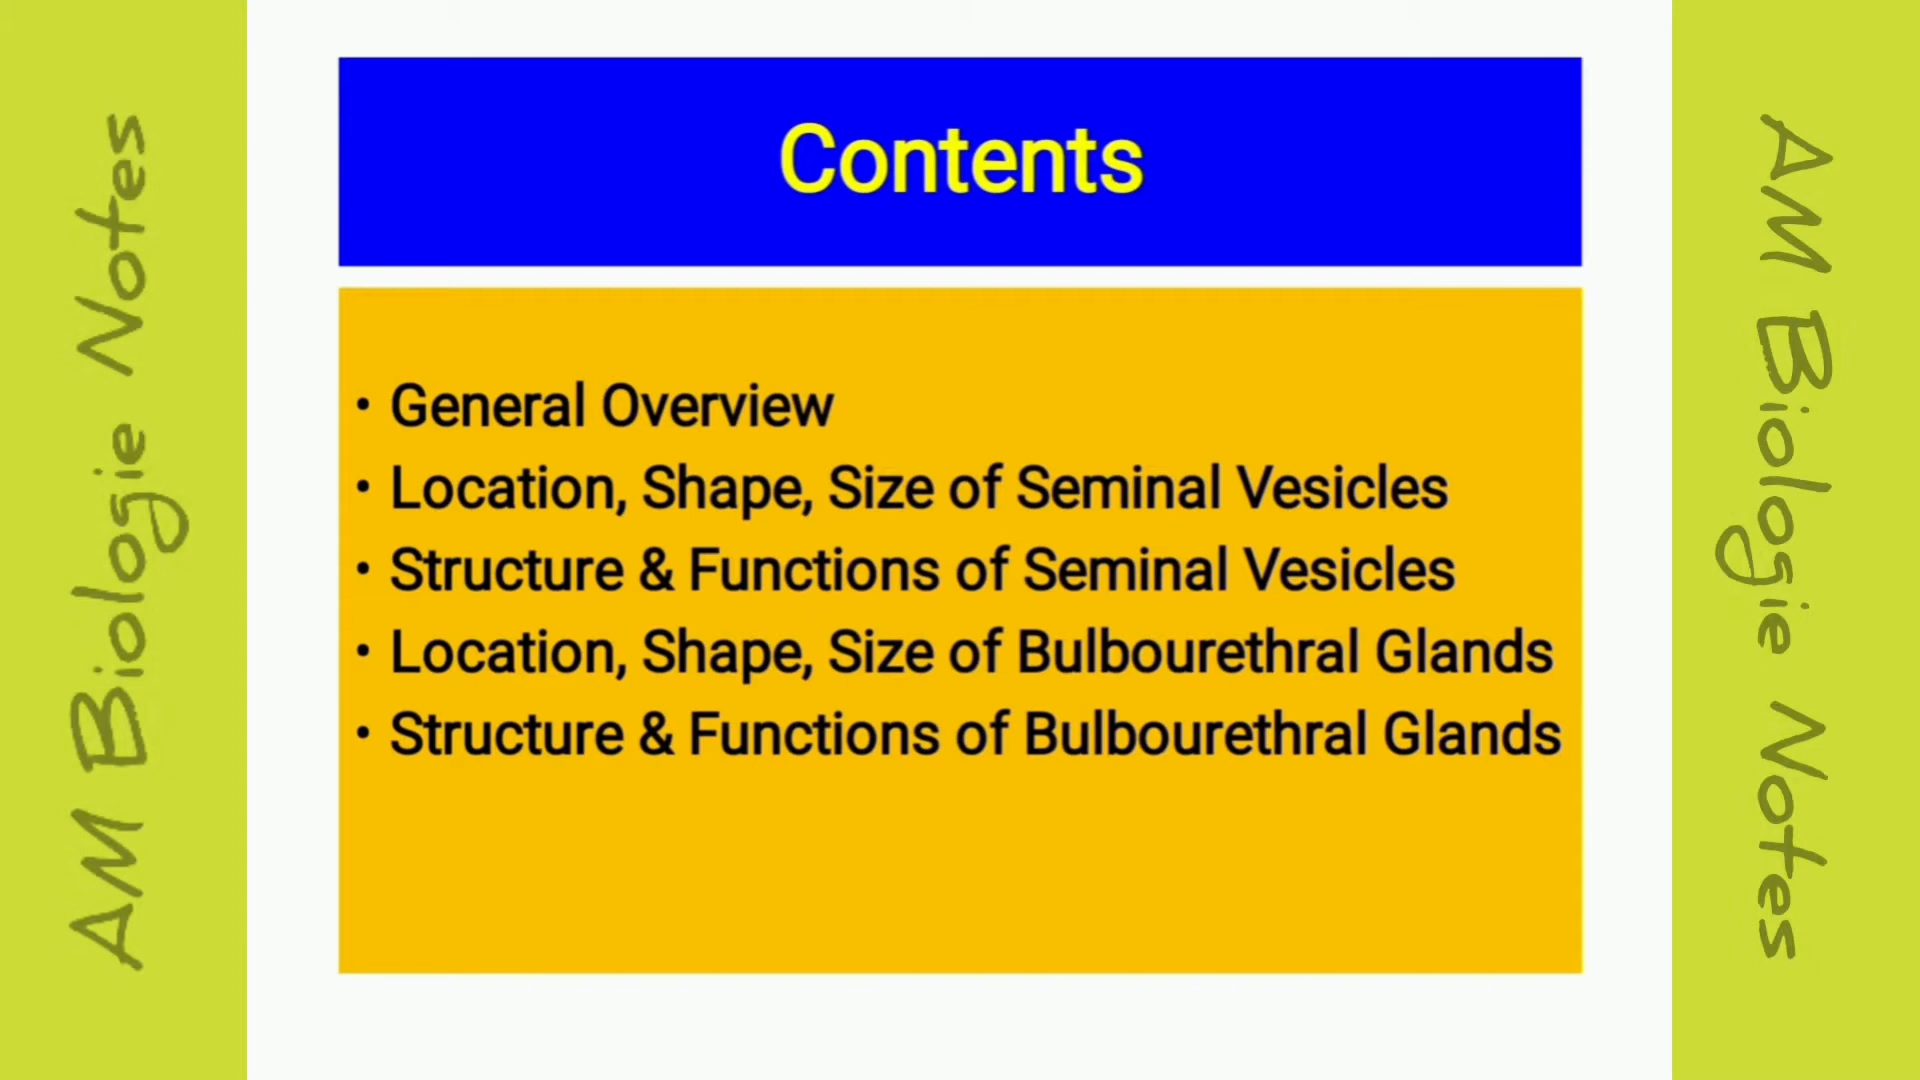 AM Biologie Notes
Contents
• General Overview
• Location, Shape, Size of Seminal Vesicles
• Structure & Functions of Seminal Vesicles
• Location, Shape, Size of Bulbourethral Glands
• Structure & Functions of Bulbourethral Glands
AM Biologie Notes